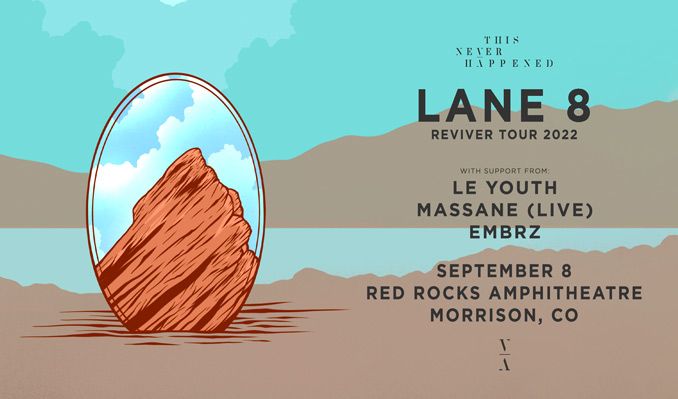 THIS
NEVER
HAPPENED
LANE 8
REVIVER TOUR 2022
WITH SUPPORT FROM:
LE YOUTH
MASSANE (LIVE)
EMBRZ
SEPTEMBER 8
RED ROCKS AMPHITHEATRE
MORRISON, CO
V
A